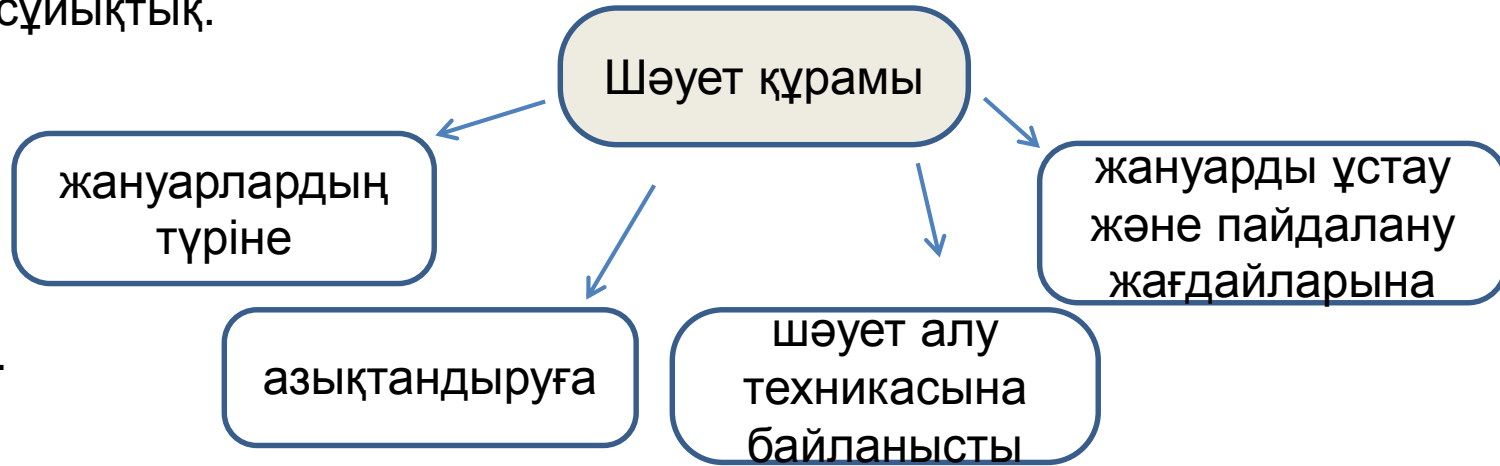 сұйықтық.
Шәует құрамы
жануарлардың
түріне
азықтандыруға
шәует алу
техникасына
байланысты
жануарды ұстау
және пайдалану
жағдайларына
.